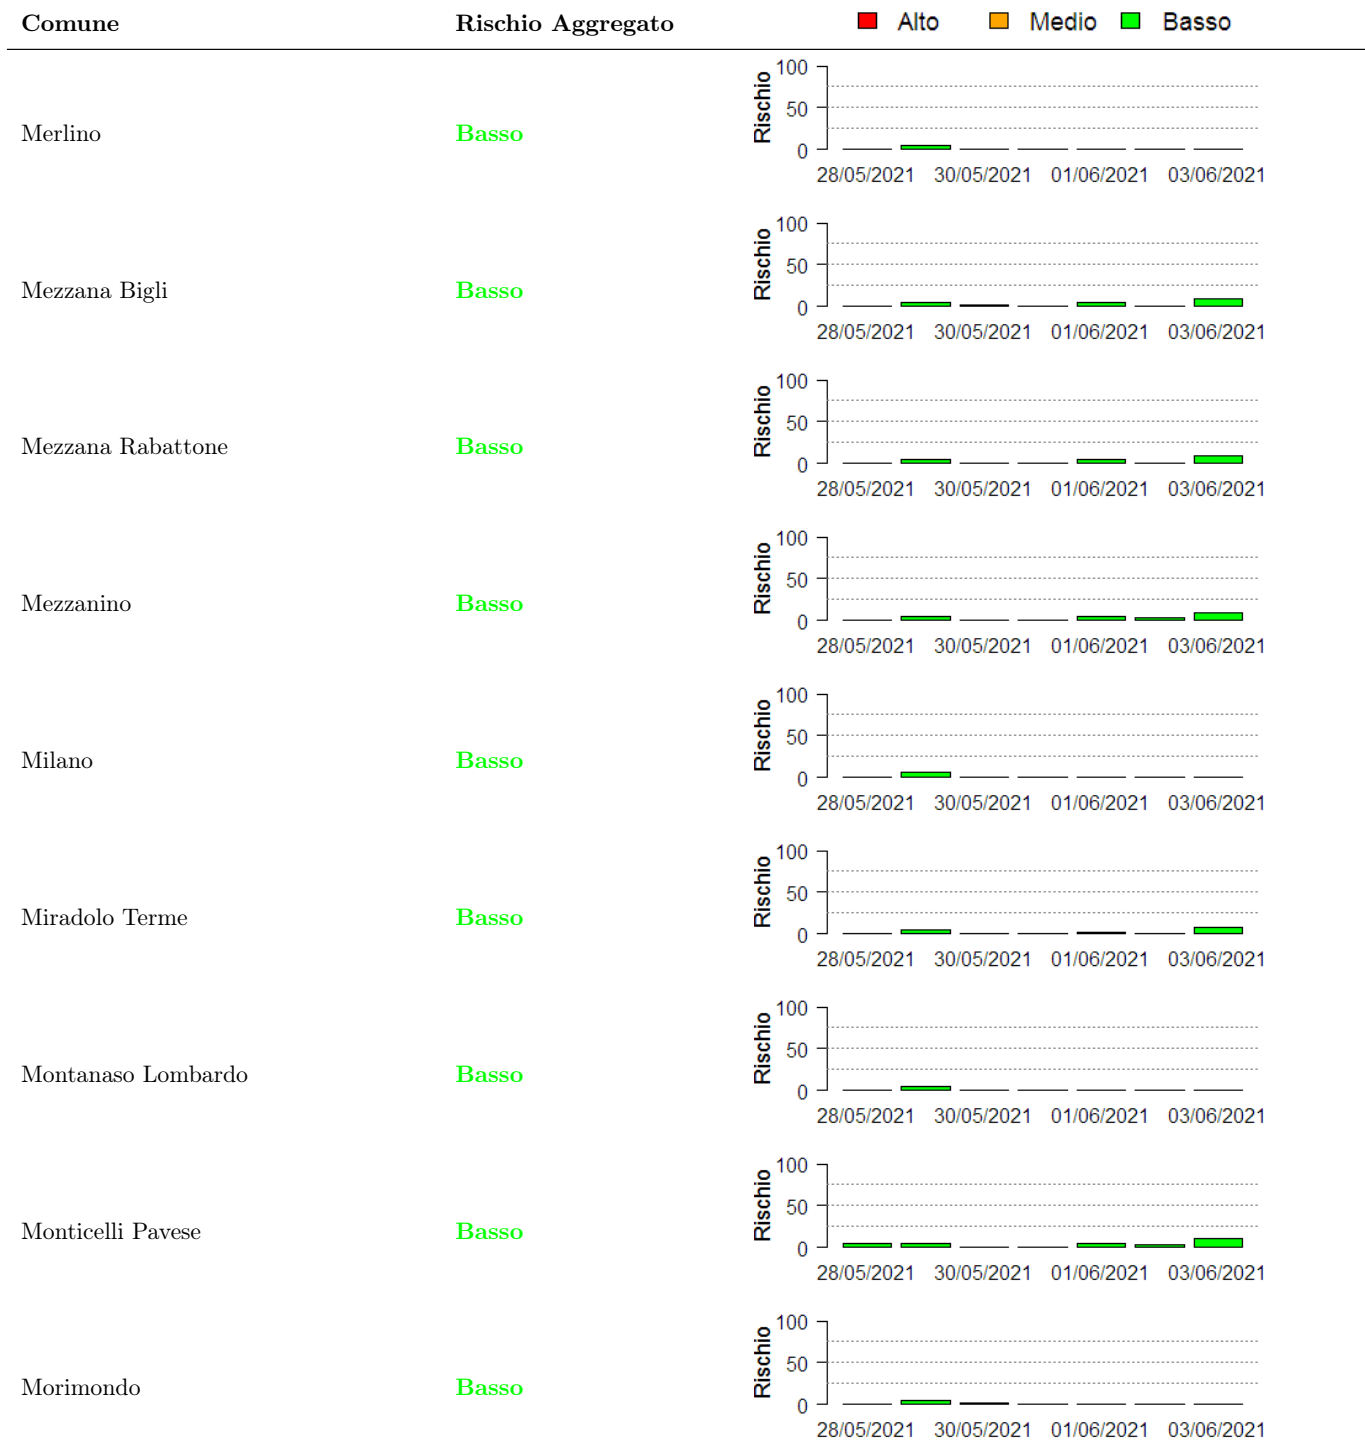 Comune Rischio Aggregato Alto Medio Basso
Merlino Basso Rischio 100 50 0
28/05/2021 30/05/2021 01/06/2021 03/06/2021
Mezzana Bigli Basso Rischio 100 50 0
28/05/2021 30/05/2021 01/06/2021 03/06/2021
Mezzana Rabattone Basso Rischio 100 50 0
28/05/2021 30/05/2021 01/06/2021 03/06/2021
Mezzanino Basso Rischio 100 50 0
28/05/2021 30/05/2021 01/06/2021 03/06/2021
Milano Basso Rischio 100 50 0
28/05/2021 30/05/2021 01/06/2021 03/06/2021
Miradolo Terme Basso Rischio 100 50 0
28/05/2021 30/05/2021 01/06/2021 03/06/2021
Montanaso Lombardo Basso Rischio 100 50 0
28/05/2021 30/05/2021 01/06/2021 03/06/2021
Monticelli Pavese Basso Rischio 100 50 0
28/05/2021 30/05/2021 01/06/2021 03/06/2021
Morimondo Basso Rischio 100 50 0
28/05/2021 30/05/2021 01/06/2021 03/06/2021